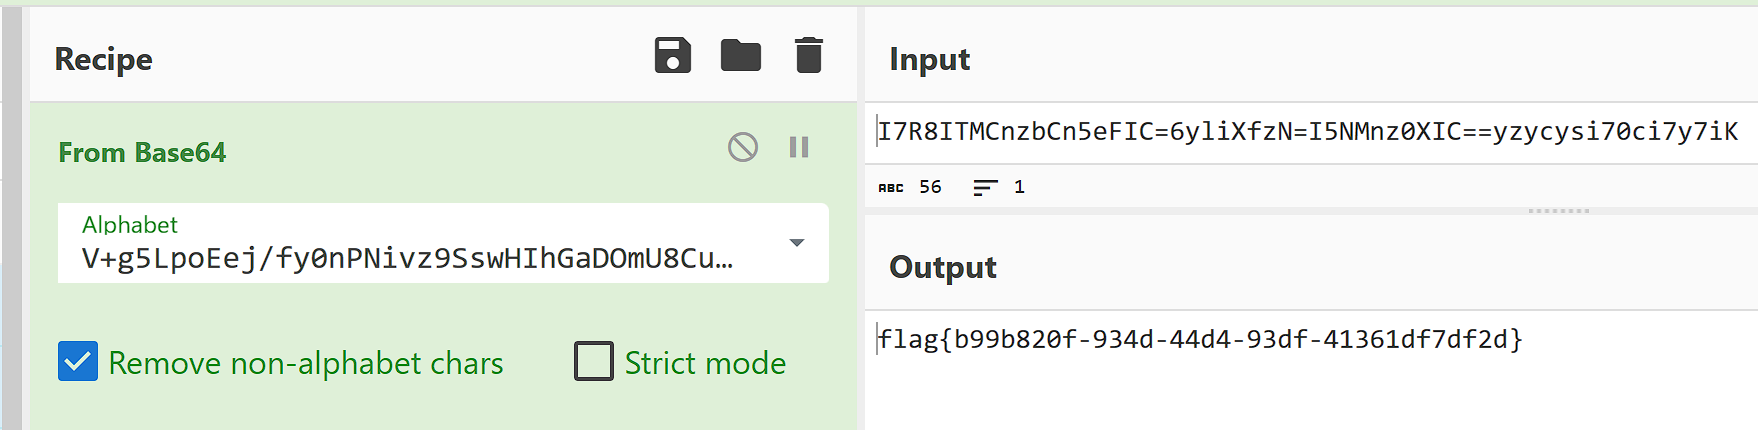 Recipe
From Base64
Alphabet
V+g5LpoEej/fy0nPNivz9SswHIhGaDOmU8Cu…
Remove non-alphabet chars
Strict mode
Input
I7R8ITMCnzbCn5eFIC=6yliXfzN=I5NMnz0XIC==yzycysi70ci7y7iK
ABC 56 1
Output
flag{b99b820f-934d-44d4-93df-41361df7df2d}